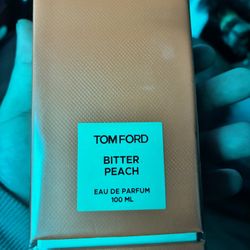 TOM FORD
BITTER
PEACH
EAU DE PARFUM
100 ML